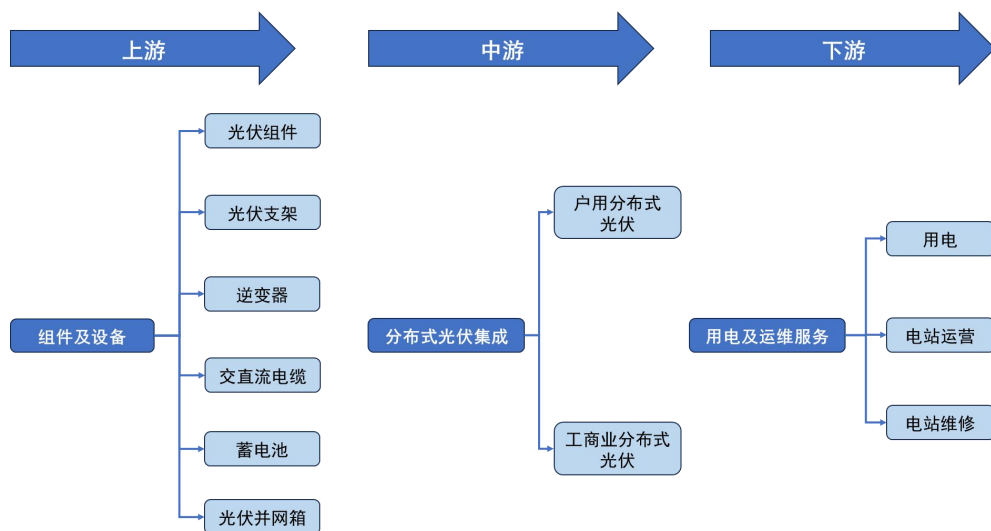 上游
中游
下游
组件及设备
光伏组件
光伏支架
逆变器
交直流电缆
蓄电池
光伏并网箱
分布式光伏集成
户用分布式
光伏
工商业分布式
光伏
用电及运维服务
用电
电站运营
电站维修